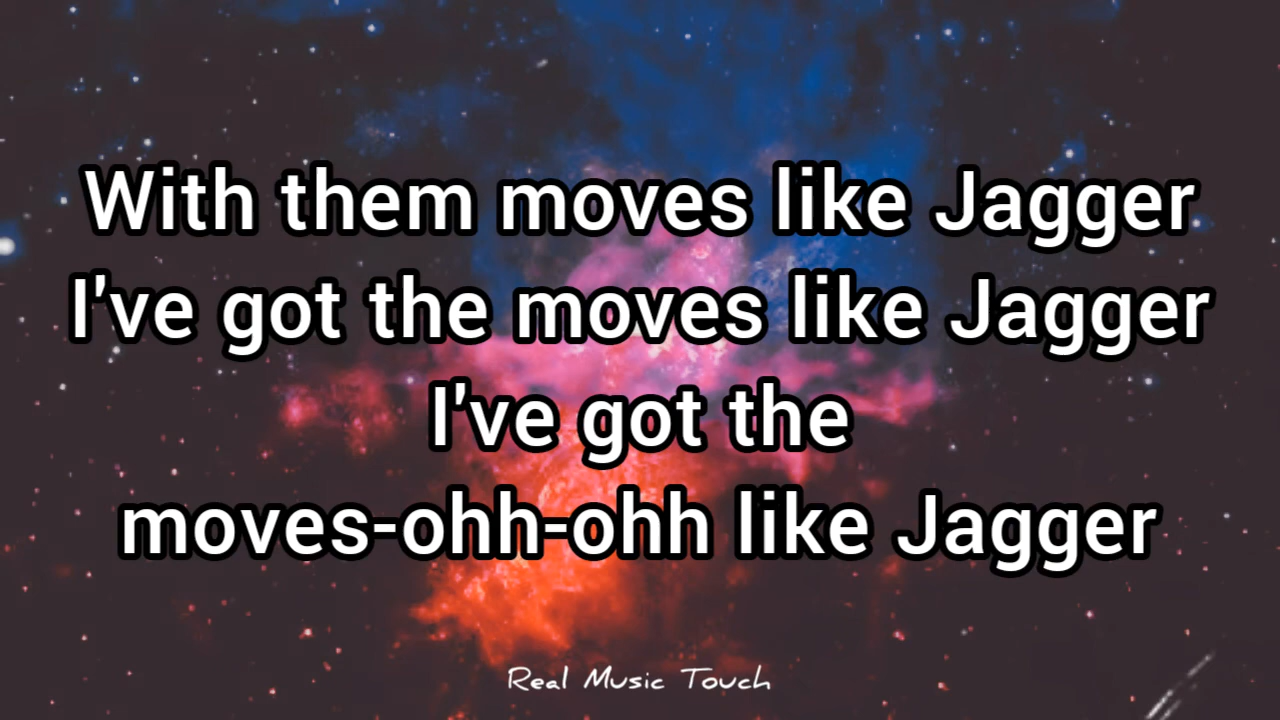 With them moves like Jagger
I've got the moves like Jagger
I've got the
moves-ohh-ohh like Jagger
Real Music Touch